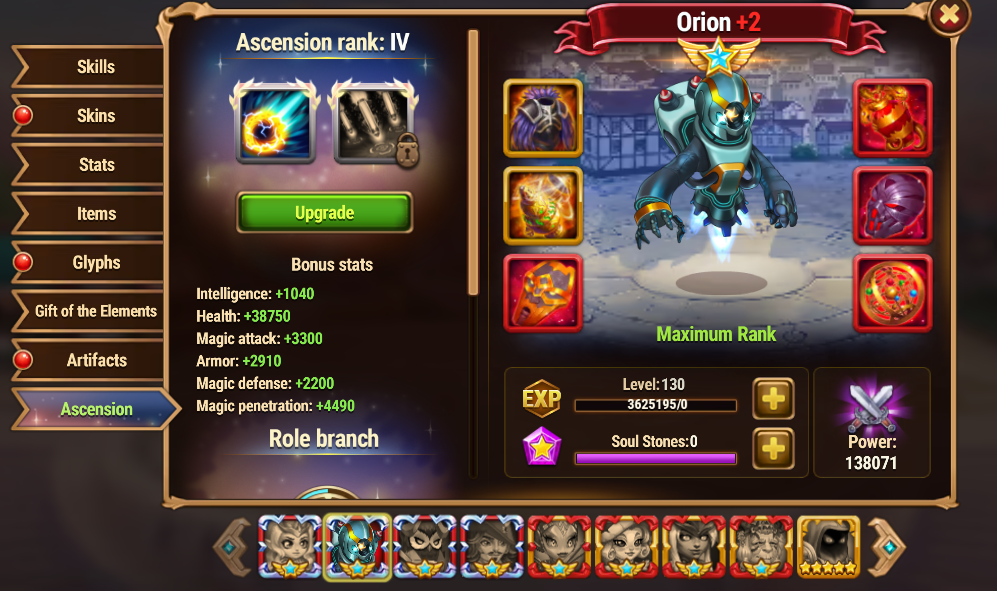 Skills
Skins
Stats
Items
Glyphs
Gift of the Elements
Artifacts
Ascension
Ascension rank: IV
Upgrade
Bonus stats
Intelligence: +1040
Health: +38750
Magic attack: +3300
Armor: +2910
Magic defense: +2200
Magic penetration: +4490
Role branch
Orion +2
Maximum Rank
EXP
Level: 130
3625195/0
Soul Stones: 0
Power:
138071